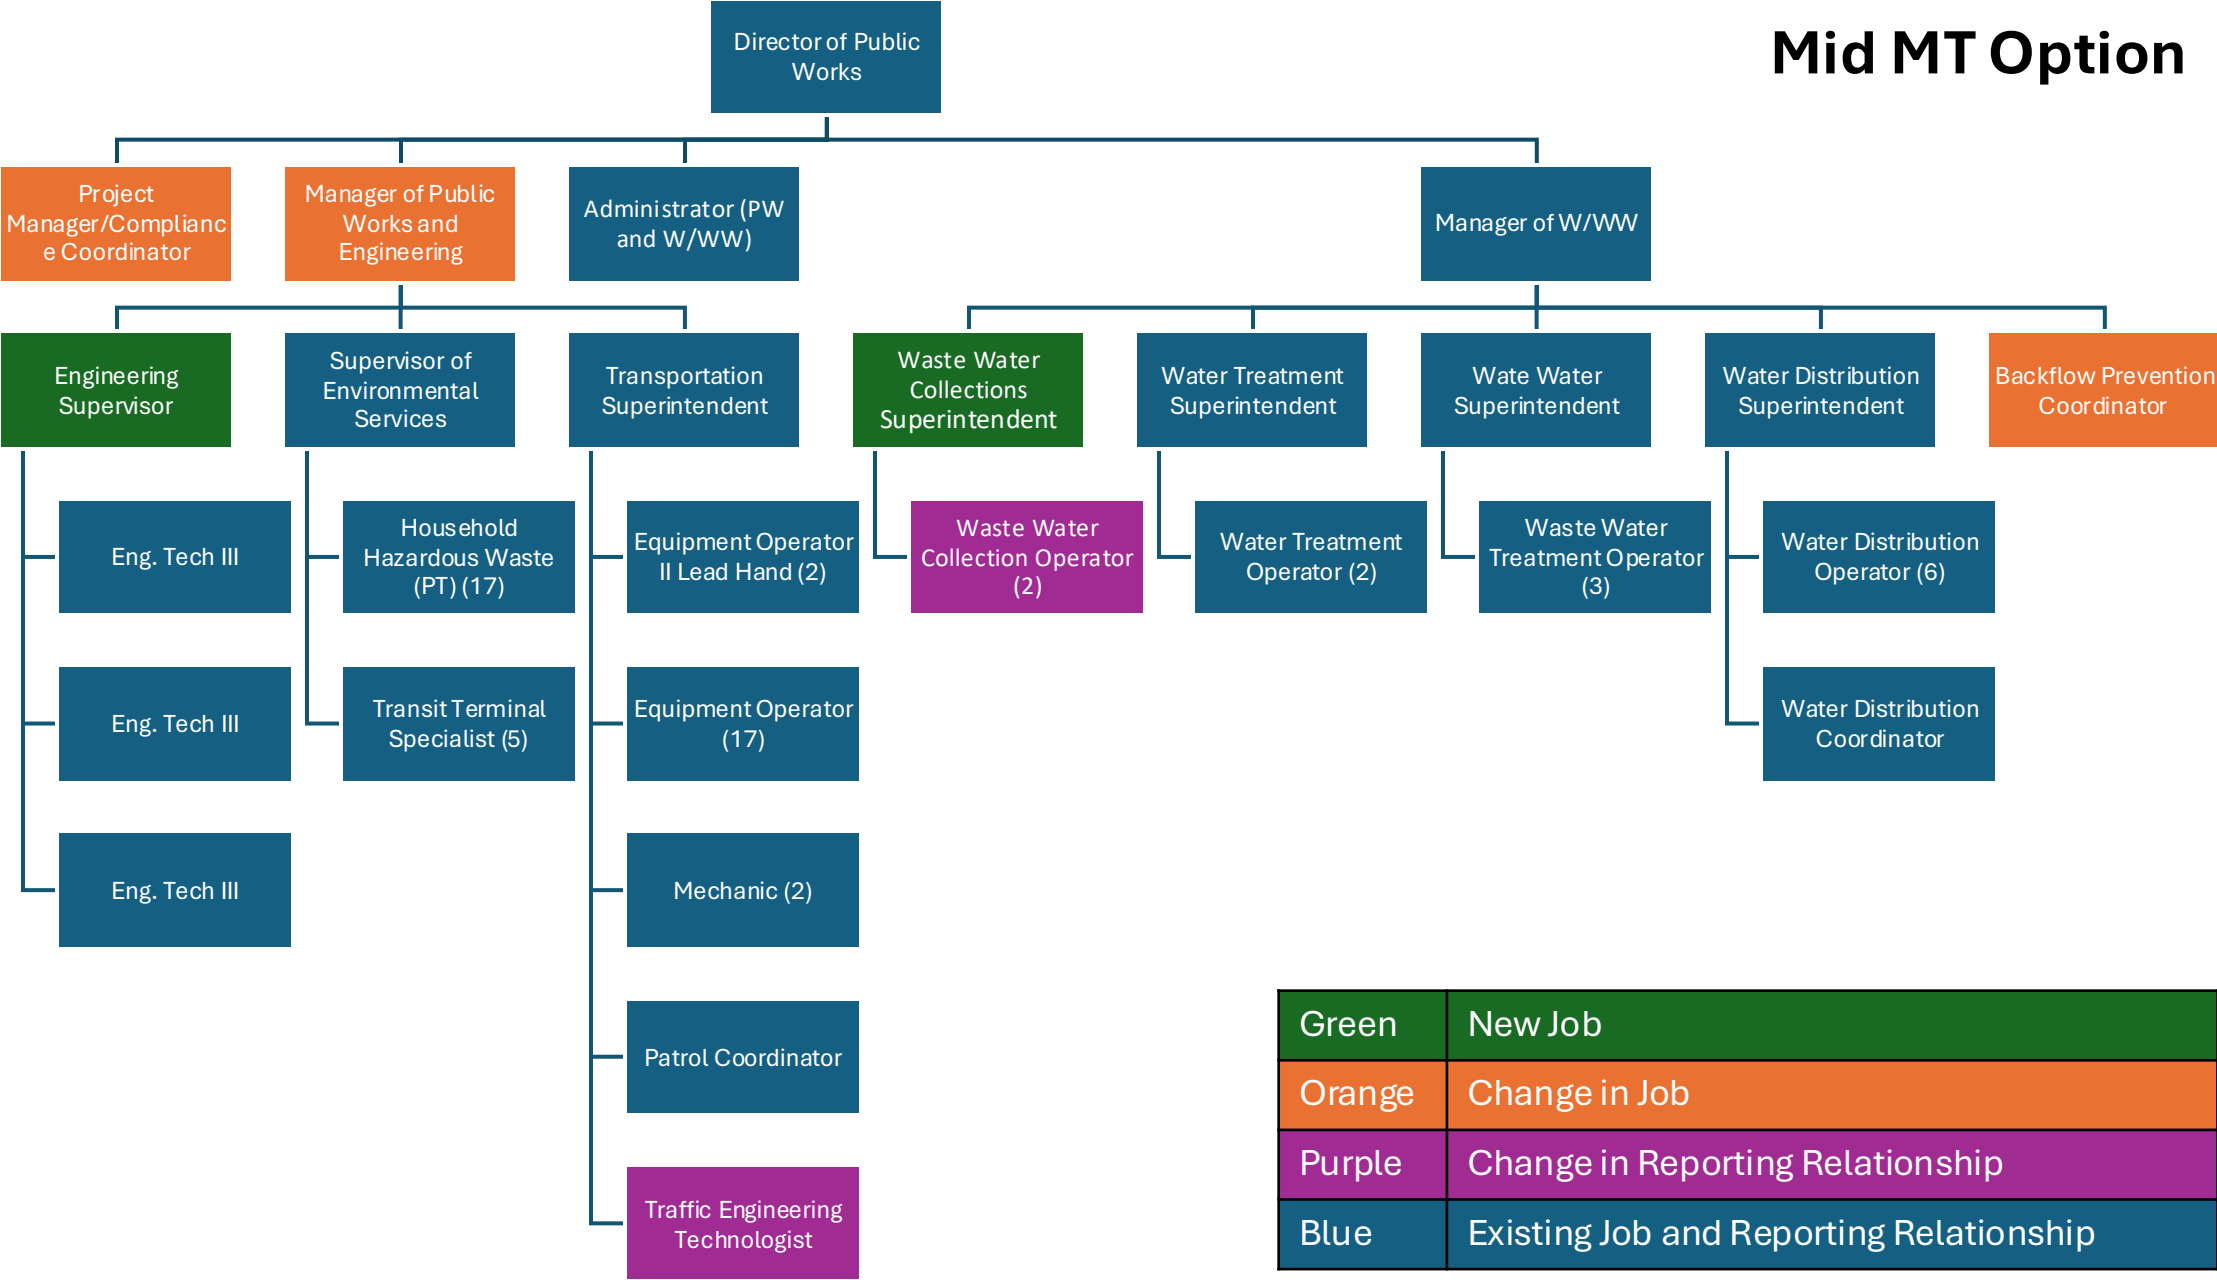 Director of Public
Works
Mid MT Option
Project
Manager/Complianc
e Coordinator
Manager of Public
Works and
Engineering
Administrator (PW
and W/WW)
Manager of W/WW
Engineering
Supervisor
Supervisor of
Environmental
Services
Transportation
Superintendent
Waste Water
Collections
Superintendent
Water Treatment
Superintendent
Wate Water
Superintendent
Water Distribution
Superintendent
Backflow Prevention
Coordinator
Eng. Tech III
Household
Hazardous Waste
(PT) (17)
Equipment Operator
II Lead Hand (2)
Waste Water
Collection Operator
(2)
Water Treatment
Operator (2)
Waste Water
Treatment Operator
(3)
Water Distribution
Operator (6)
Eng. Tech III
Transit Terminal
Specialist (5)
Equipment Operator
(17)
Water Distribution
Coordinator
Eng. Tech III
Mechanic (2)
Patrol Coordinator
Traffic Engineering
Technologist
Green New Job
Orange Change in Job
Purple Change in Reporting Relationship
Blue Existing Job and Reporting Relationship